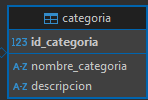 categoria
123 id_categoria
A-Z nombre_categoria
A-Z descripcion